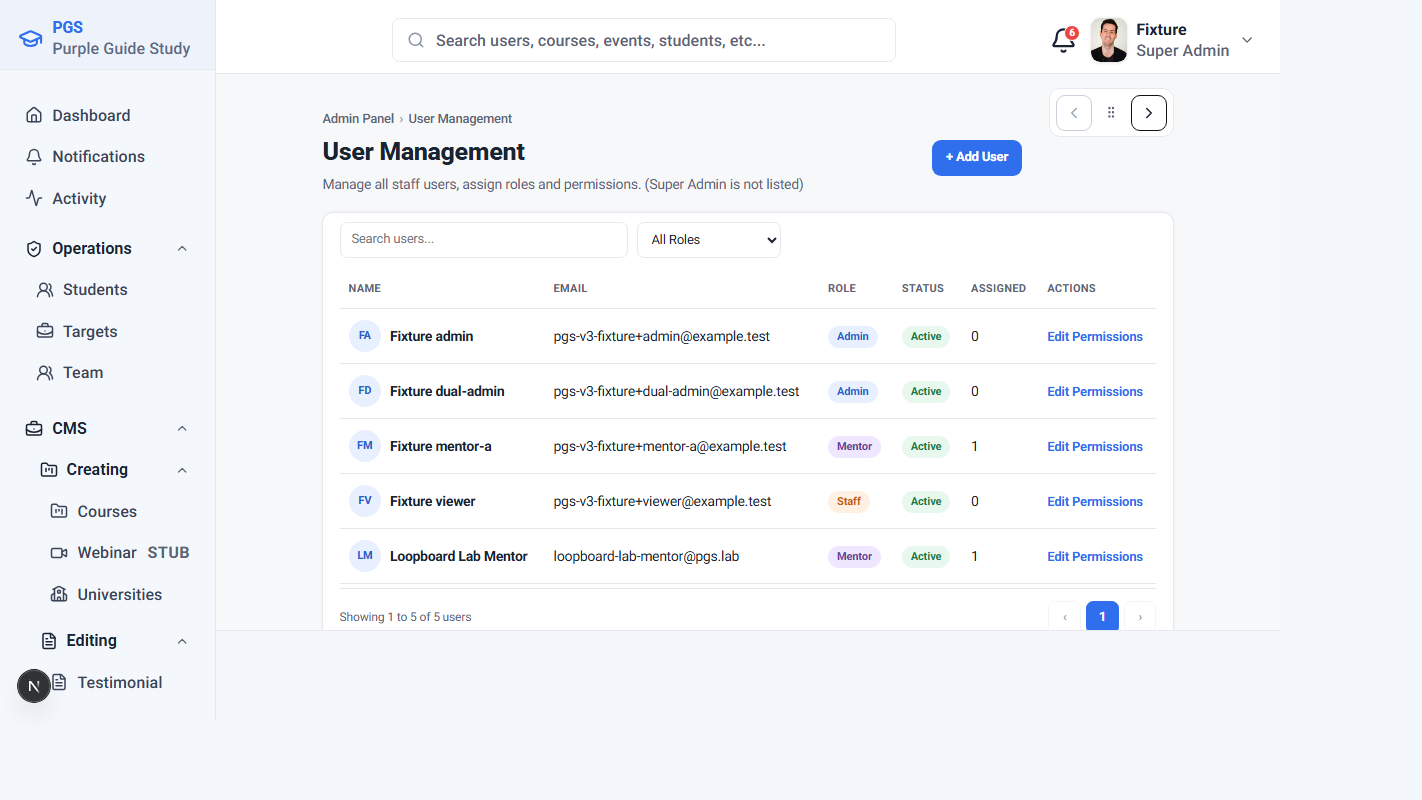 PGS
Purple Guide Study
Search users, courses, events, students, etc...
6
Fixture
Super Admin
Dashboard
Notifications
Activity
Operations
Students
Targets
Team
CMS
Creating
Courses
Webinar STUB
Universities
Editing
Testimonial
N
Admin Panel › User Management
User Management
+ Add User
Manage all staff users, assign roles and permissions. (Super Admin is not listed)
Search users...
All Roles
NAME EMAIL ROLE STATUS ASSIGNED ACTIONS
FA Fixture admin pgs-v3-fixture+admin@example.test Admin Active 0 Edit Permissions
FD Fixture dual-admin pgs-v3-fixture+dual-admin@example.test Admin Active 0 Edit Permissions
FM Fixture mentor-a pgs-v3-fixture+mentor-a@example.test Mentor Active 1 Edit Permissions
FV Fixture viewer pgs-v3-fixture+viewer@example.test Staff Active 0 Edit Permissions
LM Loopboard Lab Mentor loopboard-lab-mentor@pgs.lab Mentor Active 1 Edit Permissions
Showing 1 to 5 of 5 users
‹ 1 ›